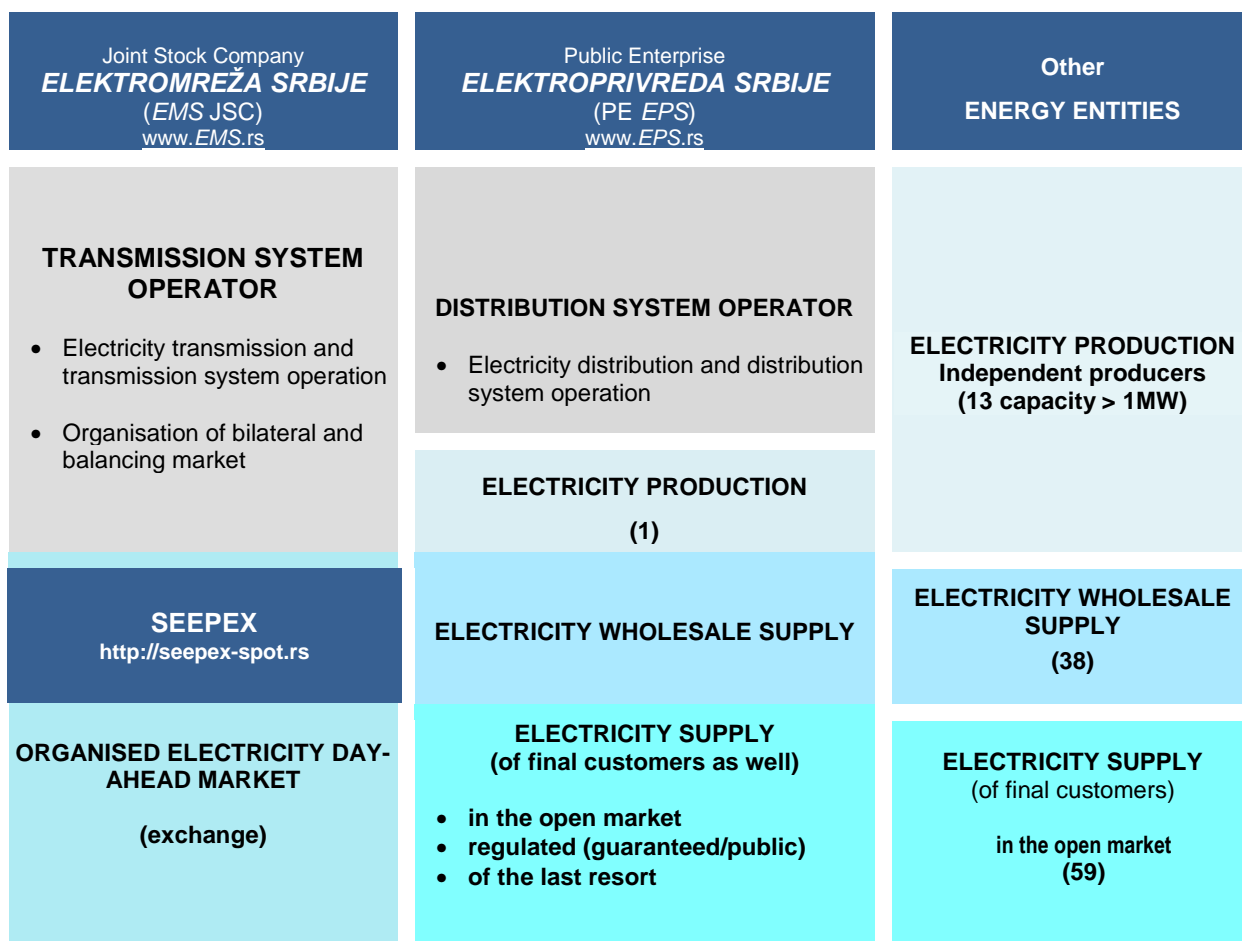 Joint Stock Company
ELEKTROMREŽA SRBIJE
(EMS JSC)
www.EMS.rs
Public Enterprise
ELEKTROPRIVREDA SRBIJE
(PE EPS)
www.EPS.rs
Other
ENERGY ENTITIES
TRANSMISSION SYSTEM
OPERATOR
• Electricity transmission and
transmission system operation
• Organisation of bilateral and
balancing market
DISTRIBUTION SYSTEM OPERATOR
• Electricity distribution and distribution
system operation
ELECTRICITY PRODUCTION
(1)
ELECTRICITY PRODUCTION
Independent producers
(13 capacity > 1MW)
SEEPEX
http://seepex-spot.rs
ELECTRICITY WHOLESALE SUPPLY
ELECTRICITY WHOLESALE
SUPPLY
(38)
ORGANISED ELECTRICITY DAY-
AHEAD MARKET
(exchange)
ELECTRICITY SUPPLY
(of final customers as well)
• in the open market
• regulated (guaranteed/public)
• of the last resort
ELECTRICITY SUPPLY
(of final customers)
in the open market
(59)